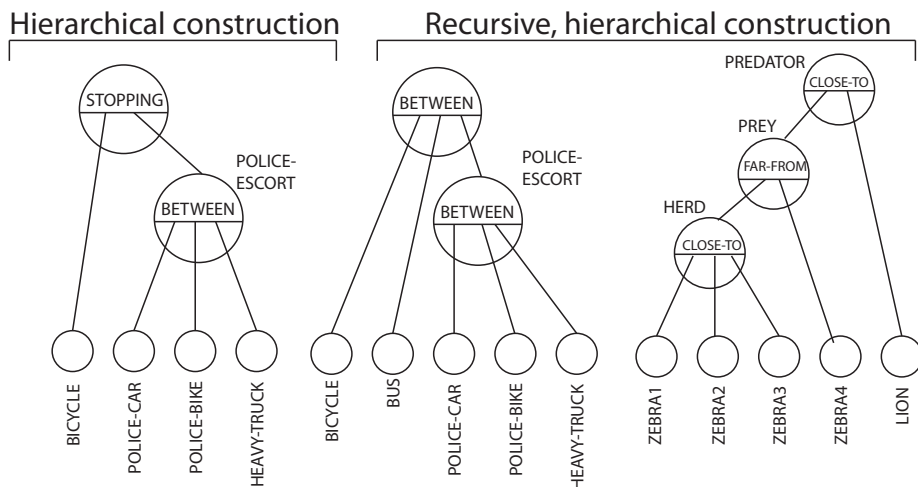 Hierarchical construction
Recursive, hierarchical construction
STOPPING
POLICE-
ESCORT
BETWEEN
BICYCLE
POLICE-CAR
POLICE-BIKE
HEAVY-TRUCK
BETWEEN
POLICE-
ESCORT
BETWEEN
BICYCLE
BUS
POLICE-CAR
POLICE-BIKE
HEAVY-TRUCK
PREDATOR
CLOSE-TO
PREY
FAR-FROM
HERD
CLOSE-TO
ZEBRA1
ZEBRA2
ZEBRA3
ZEBRA4
LION